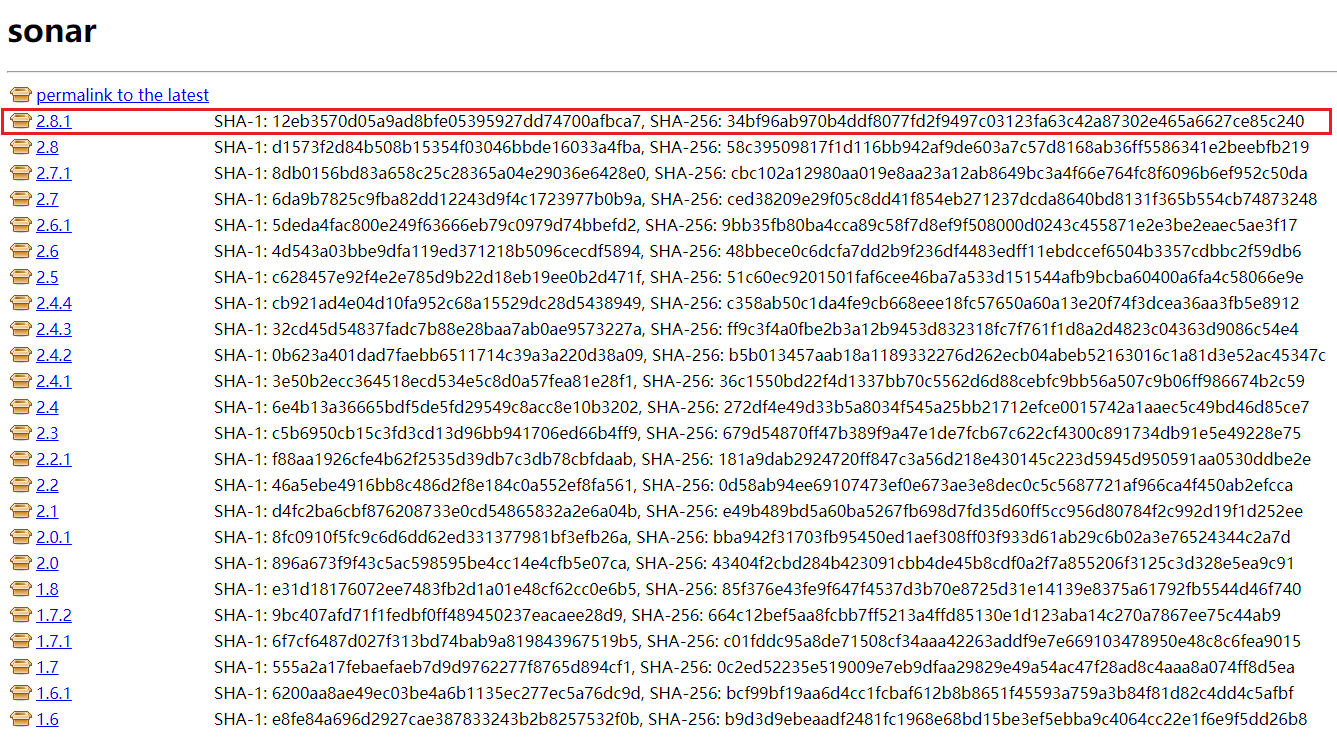 sonar
permalink to the latest
2.8.1 SHA-1: 12eb3570d05a9ad8bfe05395927dd74700afbca7, SHA-256: 34bf96ab970b4ddf8077fd2f9497c03123fa63c42a87302e465a6627ce85c240
2.8 SHA-1: d1573f2d84b508b15354f03046bbde16033a4fba, SHA-256: 58c39509817f1d116bb942af9de603a7c57d8168ab36ff5586341e2beebfb219
2.7.1 SHA-1: 8db0156bd83a658c25c28365a04e29036e6428e0, SHA-256: cbc102a12980aa019e8aa23a12ab8649bc3a4f66e764fc8f6096b6ef952c50da
2.7 SHA-1: 6da9b7825c9fba82dd12243d9f4c1723977b0b9a, SHA-256: ced38209e29f05c8dd41f854eb271237dcda8640bd8131f365b554cb74873248
2.6.1 SHA-1: 5deda4fac800e249f63666eb79c0979d74bbefd2, SHA-256: 9bb35fb80ba4cca89c58f7d8ef9f508000d0243c455871e2e3be2eaec5ae3f17
2.6 SHA-1: 4d543a03bbe9dfa119ed371218b5096cecdf5894, SHA-256: 48bbece0c6dcfa7dd2b9f236df4483edff11ebdccef6504b3357cdbbc2f59db6
2.5 SHA-1: c628457e92f4e2e785d9b22d18eb19ee0b2d471f, SHA-256: 51c60ec9201501faf6cee46ba7a533d151544afb9bcba60400a6fa4c58066e9e
2.4.4 SHA-1: cb921ad4e04d10fa952c68a15529dc28d5438949, SHA-256: c358ab50c1da4fe9cb668eee18fc57650a60a13e20f74f3dcea36aa3fb5e8912
2.4.3 SHA-1: 32cd45d54837fadc7b88e28baa7ab0ae9573227a, SHA-256: ff9c3f4a0fbe2b3a12b9453d832318fc7f761f1d8a2d4823c04363d9086c54e4
2.4.2 SHA-1: 0b623a401dad7faebb6511714c39a3a220d38a09, SHA-256: b5b013457aab18a1189332276d262ecb04abeb52163016c1a81d3e52ac45347c
2.4.1 SHA-1: 3e50b2ecc364518ecd534e5c8d0a57fea81e28f1, SHA-256: 36c1550bd22f4d1337bb70c5562d6d88cebfc9bb56a507c9b06ff986674b2c59
2.4 SHA-1: 6e4b13a36665bdf5de5fd29549c8acc8e10b3202, SHA-256: 272df4e49d33b5a8034f545a25bb21712efce0015742a1aaec5c49bd46d85ce7
2.3 SHA-1: c5b6950cb15c3fd3cd13d96bb941706ed66b4ff9, SHA-256: 679d54870ff47b389f9a47e1de7fcb67c622cf4300c891734db91e5e49228e75
2.2.1 SHA-1: f88aa1926cfe4b62f2535d39db7c3db78cbfdaab, SHA-256: 181a9dab2924720ff847c3a56d218e430145c223d5945d950591aa0530ddbe2e
2.2 SHA-1: 46a5ebe4916bb8c486d2f8e184c0a552ef8fa561, SHA-256: 0d58ab94ee69107473ef0e673ae3e8dec0c5c5687721af966ca4f450ab2efcca
2.1 SHA-1: d4fc2ba6cbf876208733e0cd54865832a2e6a04b, SHA-256: e49b489bd5a60ba5267fb698d7fd35d60ff5cc956d80784f2c992d19f1d252ee
2.0.1 SHA-1: 8fc0910f5fc9c6d6dd62ed331377981bf3efb26a, SHA-256: bba942f31703fb95450ed1aef308ff03f933d61ab29c6b02a3e76524344c2a7d
2.0 SHA-1: 896a673f9f43c5ac598595be4cc14e4cfb5e07ca, SHA-256: 43404f2cbd284b423091cbb4de45b8cdf0a2f7a855206f3125c3d328e5ea9c91
1.8 SHA-1: e31d18176072ee7483fb2d1a01e48cf62cc0e6b5, SHA-256: 85f376e43fe9f647f4537d3b70e8725d31e14139e8375a61792fb5544d46f740
1.7.2 SHA-1: 9bc407afd71f1fedbf0ff489450237eacaee28d9, SHA-256: 664c12bef5aa8fcbb7ff5213a4ffd85130e1d123aba14c270a7867ee75c44ab9
1.7.1 SHA-1: 6f7cf6487d027f313bd74bab9a819843967519b5, SHA-256: c01fddc95a8de71508cf34aaa42263addf9e7e669103478950e48c8c6fea9015
1.7 SHA-1: 555a2a17febaefaeb7d9d9762277f8765d894cf1, SHA-256: 0c2ed52235e519009e7eb9dfaa29829e49a54ac47f28ad8c4aaa8a074ff8d5ea
1.6.1 SHA-1: 6200aa8ae49ec03be4a6b1135ec277ec5a76dc9d, SHA-256: bcf99bf19aa6d4cc1fcbaf612b8b8651f45593a759a3b84f81d82c4dd4c5afbf
1.6 SHA-1: e8fe84a696d2927cae387833243b2b8257532f0b, SHA-256: b9d3d9ebeaadf2481fc1968e68bd15be3ef5ebba9c4064cc22e1f6e9f5dd26b8